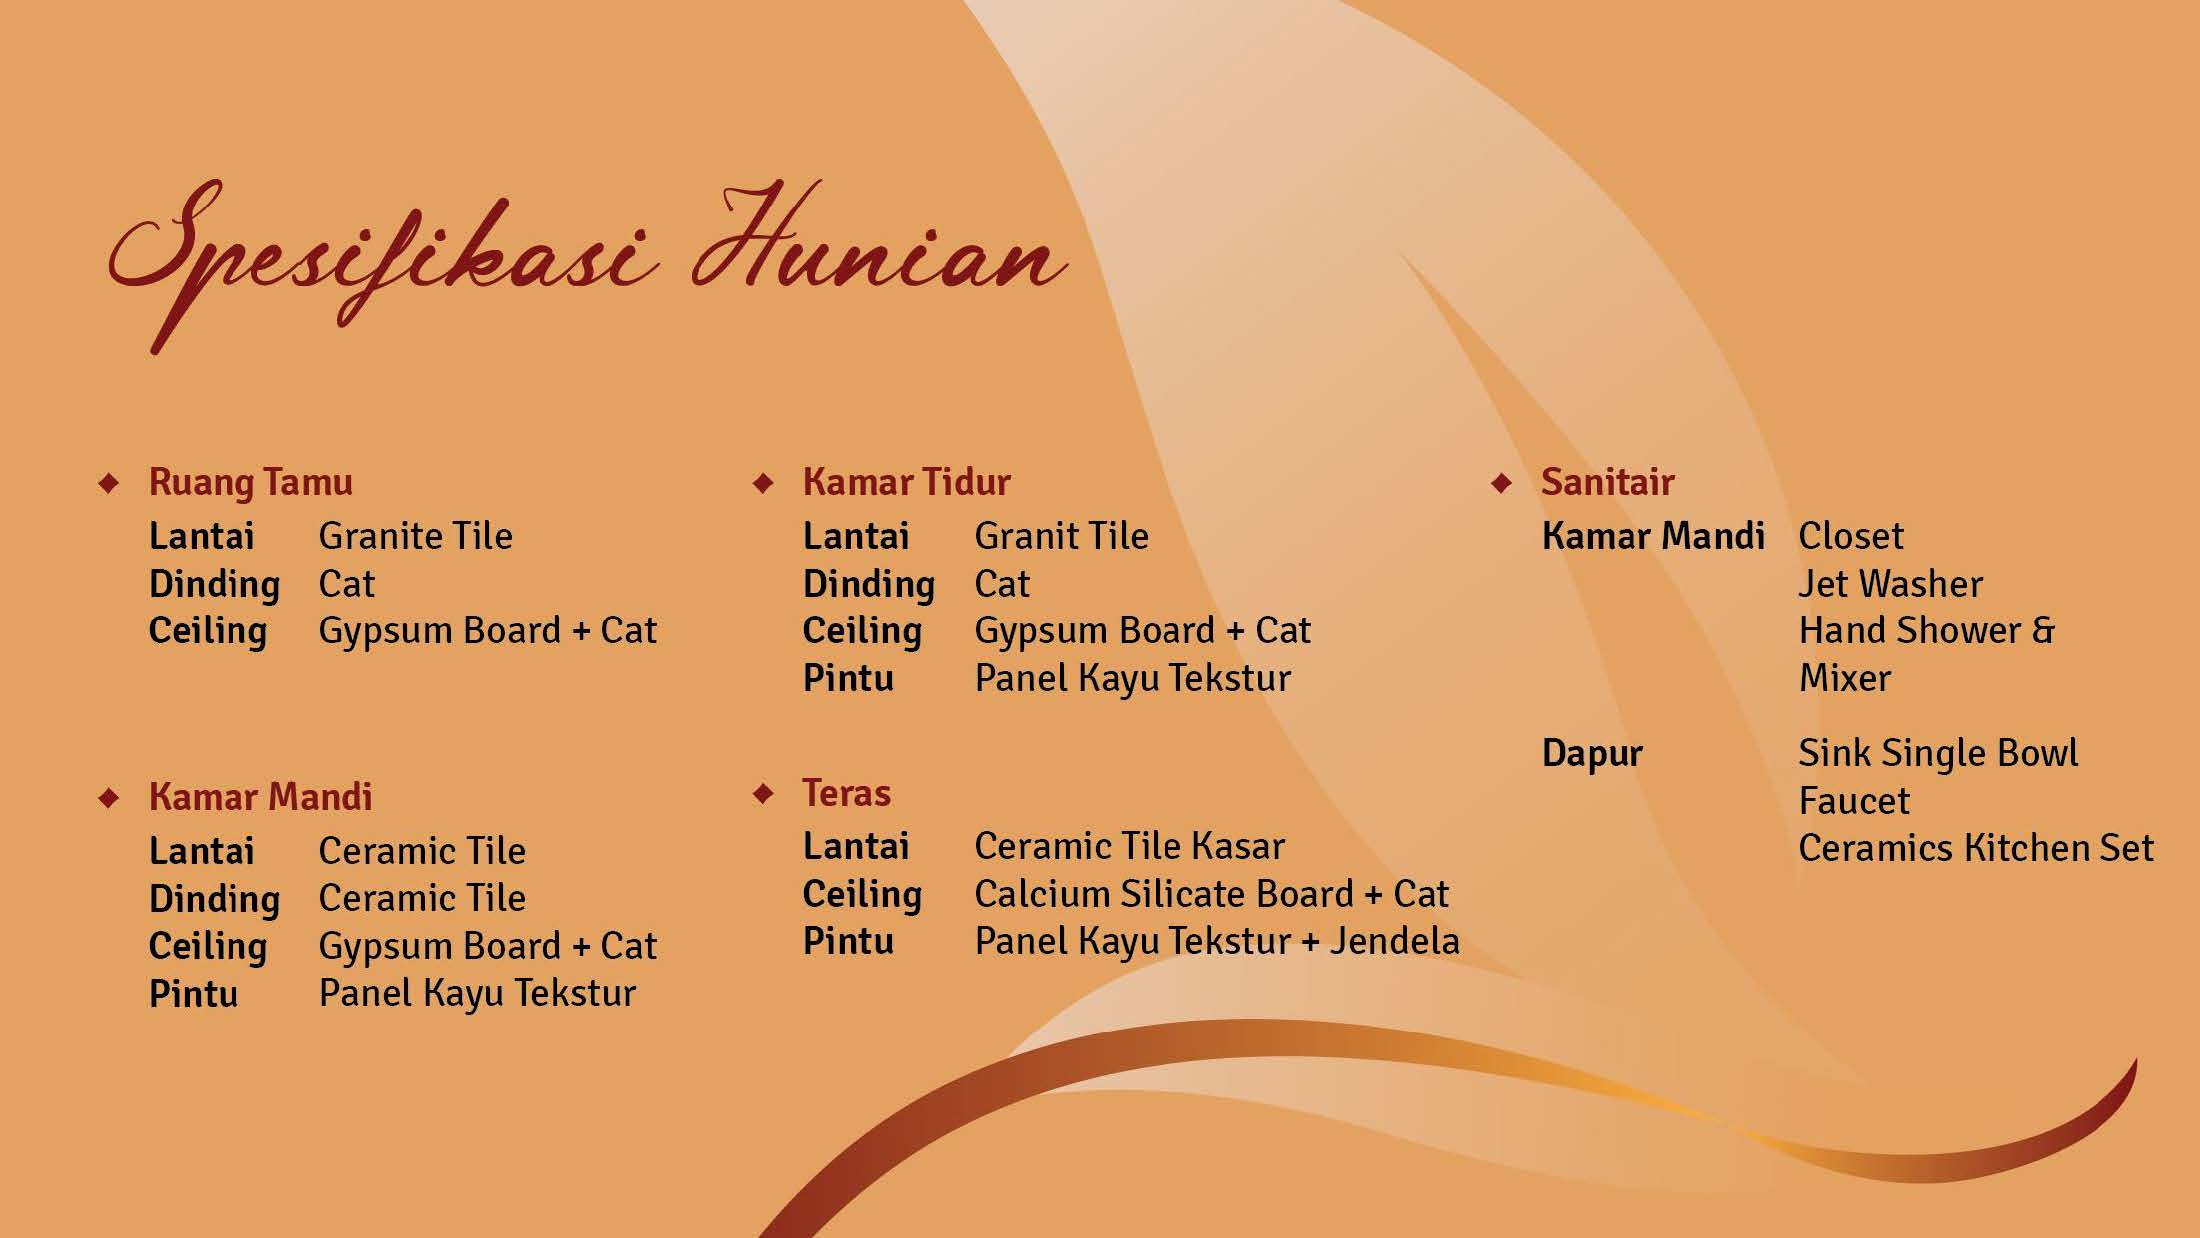 Spesifikasi Hunian
Ruang Tamu
Lantai Granite Tile
Dinding Cat
Ceiling Gypsum Board + Cat
Kamar Mandi
Lantai Ceramic Tile
Dinding Ceramic Tile
Ceiling Gypsum Board + Cat
Pintu Panel Kayu Tekstur
Kamar Tidur
Lantai Granit Tile
Dinding Cat
Ceiling Gypsum Board + Cat
Pintu Panel Kayu Tekstur
Teras
Lantai Ceramic Tile Kasar
Ceiling Calcium Silicate Board + Cat
Pintu Panel Kayu Tekstur + Jendela
Sanitair
Kamar Mandi Closet
Jet Washer
Hand Shower &
Mixer
Dapur Sink Single Bowl
Faucet
Ceramics Kitchen Set